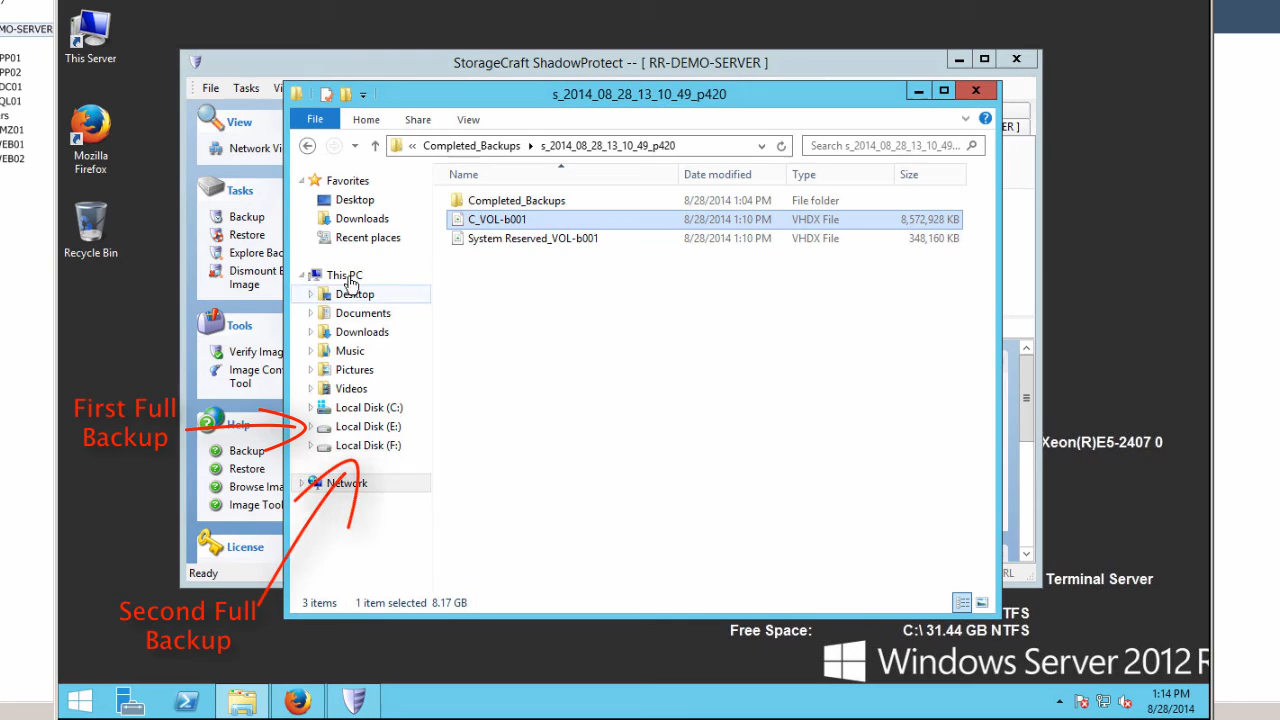 MO-SERVER
PP01
PP02
DC01
QL01
rs
MZ01
WEB02
This Server
Mozilla
Firefox
Recycle Bin
StorageCraft ShadowProtect -- [ RR-DEMO-SERVER ]
File Tasks
View
Network Vi
Tasks
Backup
Restore
Explore Bac
Dismount
Image
Tools
Verify Imag
Image Con
Tool
Help
Backup
Restore
Browse Ima
Image Tool
License
Ready
ER ]
RL
s_2014_08_28_13_10_49_p420
File Home Share View
« Completed_Backups s_2014_08_28_13_10_49_p420
Search s_2014_08_28_13_10_49_...
Favorites
Desktop
Downloads
Recent places
This PC
Desktop
Documents
Downloads
Music
Pictures
Videos
Local Disk (C:)
Local Disk (E:)
Local Disk (F:)
Network
Name Date modified Type Size
Completed_Backups 8/28/2014 1:04 PM File folder
C_VOL-b001 8/28/2014 1:10 PM VHDX File 8,572,928 KB
System Reserved_VOL-b001 8/28/2014 1:10 PM VHDX File 348,160 KB
3 items 1 item selected 8.17 GB
First Full
Backup
Second Full
Backup
Xeon(R)E5-2407 0
Terminal Server
NTFS
Free Space: C:\ 31.44 GB NTFS
Windows Server 2012 R
1:14 PM
8/28/2014